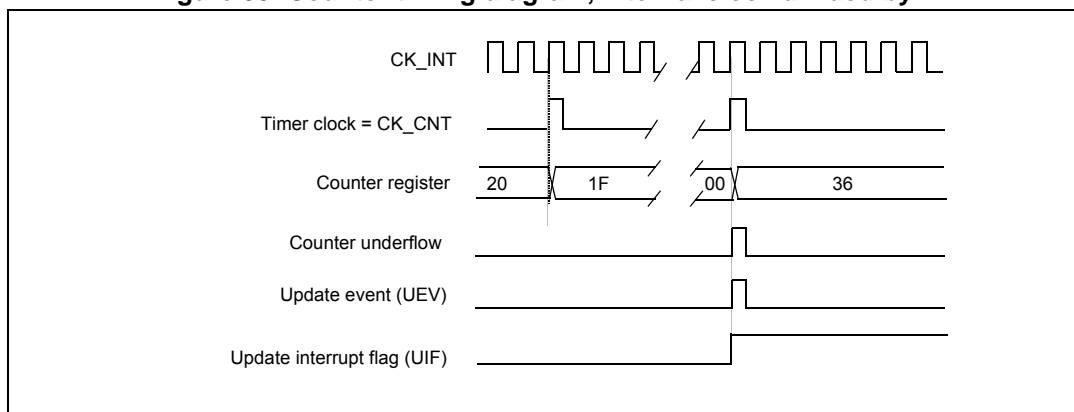 CK_INT
Timer clock = CK_CNT
Counter register 20 1F 00 36
Counter underflow
Update event (UEV)
Update interrupt flag (UIF)